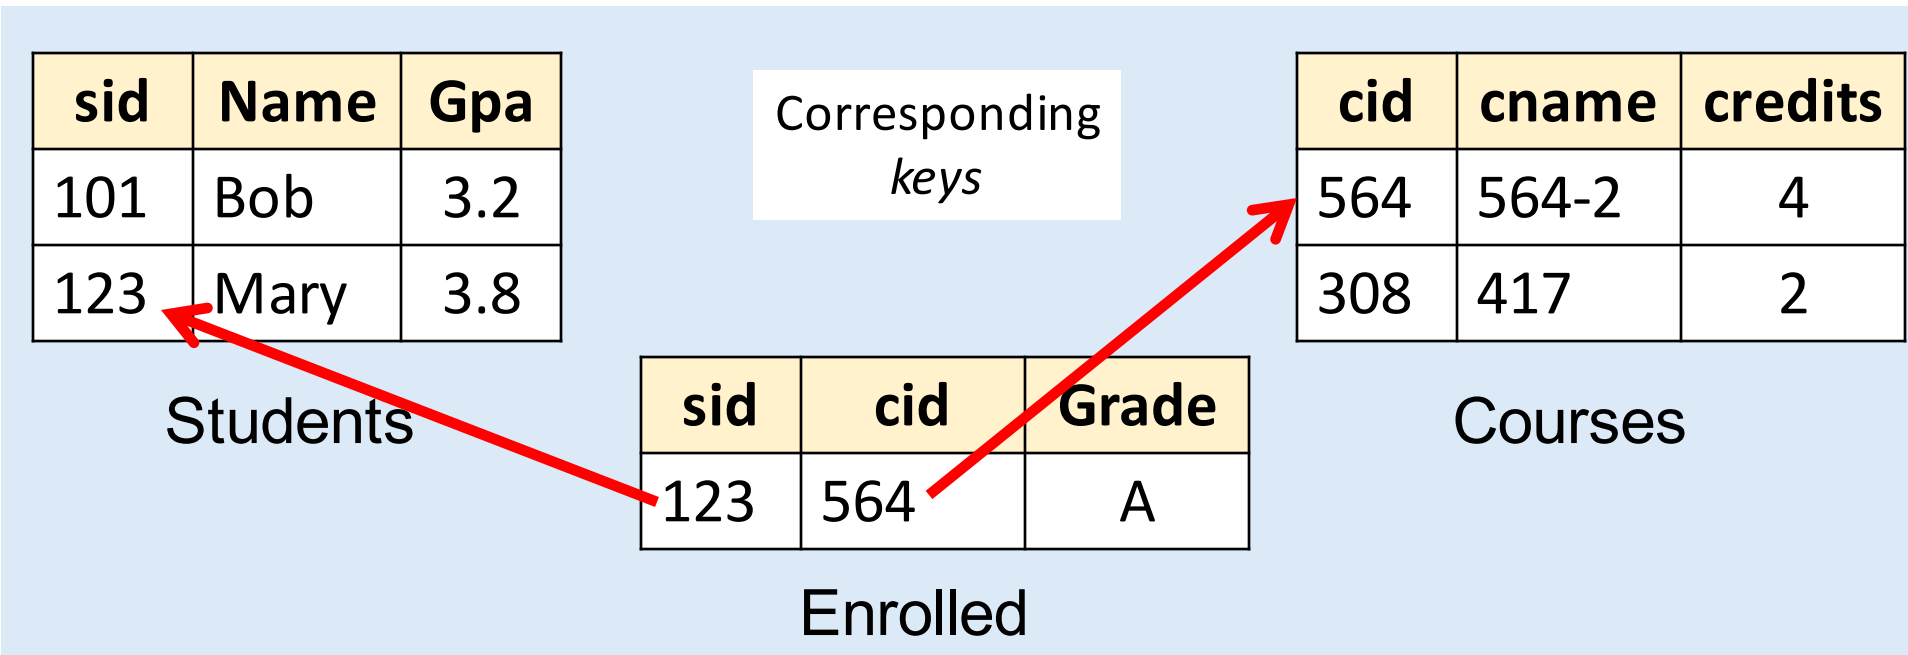 sid Name Gpa
101 Bob 3.2
123 Mary 3.8
Students
Corresponding
keys
cid cname credits
564 564-2 4
308 417 2
Courses
sid cid Grade
123 564 A
Enrolled